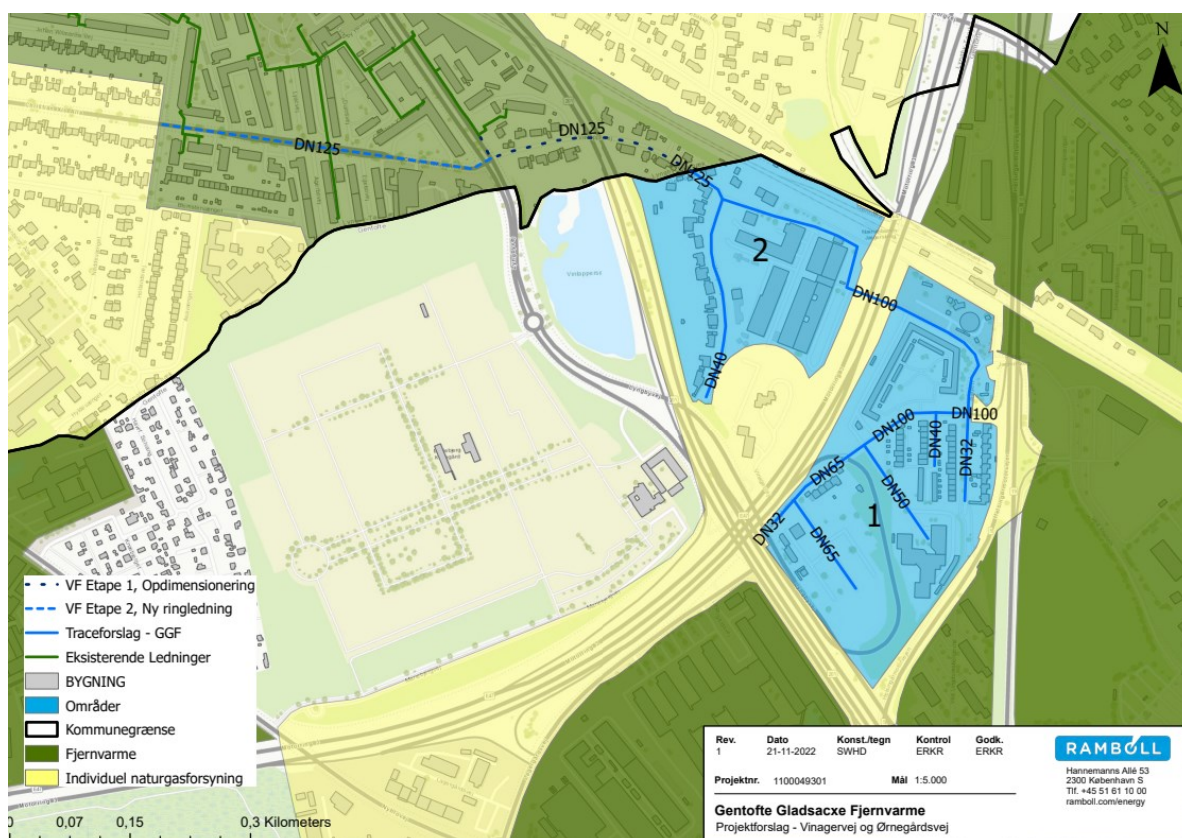 N
DN125
DN125
DN125
2
DN100
DN40
DN100
DN100
DN40
DN32
DN65
DN50
1
DN32
DN65
VF Etape 1, Opdimensionering
VF Etape 2, Ny ringledning
Traceforslag - GGF
Eksisterende Ledninger
BYGNING
Områder
Kommunegrænse
Fjernvarme
Individuel naturgasforsyning
0 0,07 0,15 0,3 Kilometers
Rev. Dato Konst./tegn Kontrol Godk.
1 21-11-2022 SWHD ERKR ERKR
Projektnr. 1100049301 Mål 1:5.000
Gentofte Gladsacxe Fjernvarme
Projektforslag - Vinagervej og Ørnegårdsvej
RAMBOLL
Hannemanns Allé 53
2300 København S
Tlf. +45 51 61 10 00
ramboll.com/energy